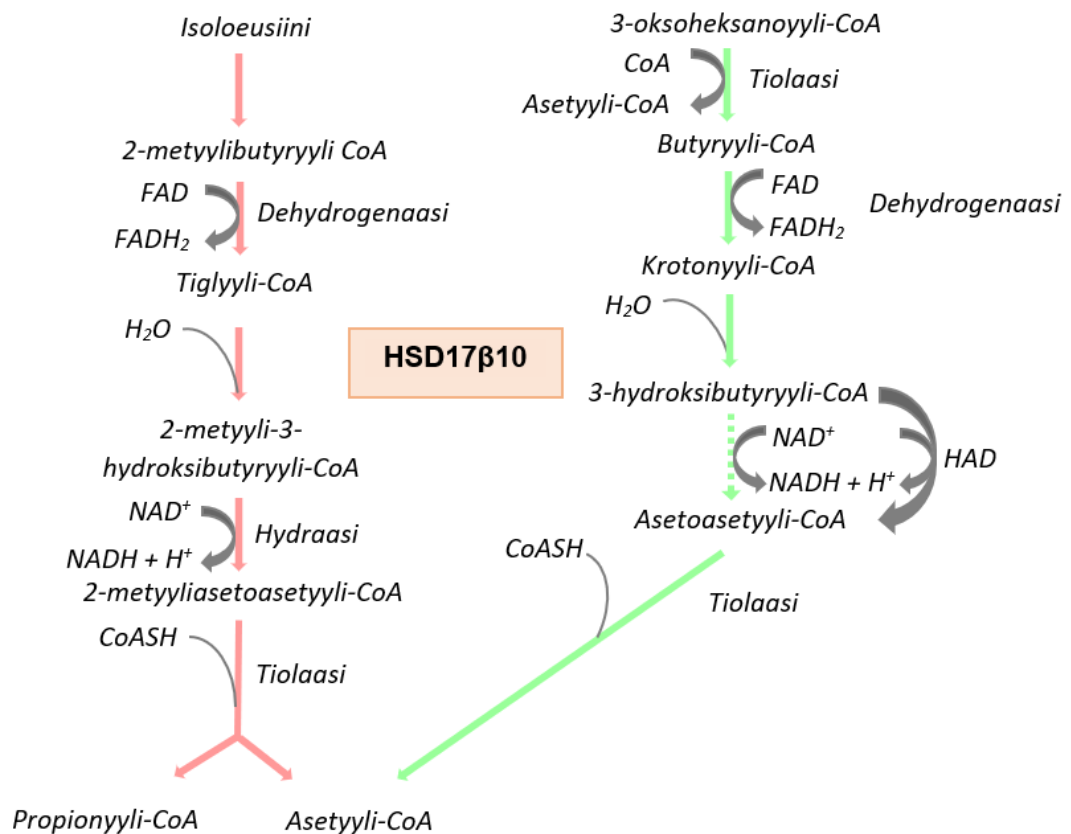 Isoloeusiini
2-metyylibutyryyli CoA
FAD
Dehydrogenaasi
FADH₂
Tiglyyli-CoA
H₂O
2-metyyli-3-
hydroksibutyryyli-CoA
NAD⁺
Hydraasi
NADH + H⁺
2-metyyliasetoasetyyli-CoA
CoASH
Tiolaasi
Propionyyli-CoA
Asetyyli-CoA
HSD17β10
3-oksoheksanoyyli-CoA
CoA
Tiolaasi
Asetyyli-CoA
Butyryyli-CoA
FAD
Dehydrogenaasi
FADH₂
Krotonyyli-CoA
H₂O
3-hydroksibutyryyli-CoA
NAD⁺
HAD
NADH + H⁺
Asetoasetyyli-CoA
CoASH
Tiolaasi